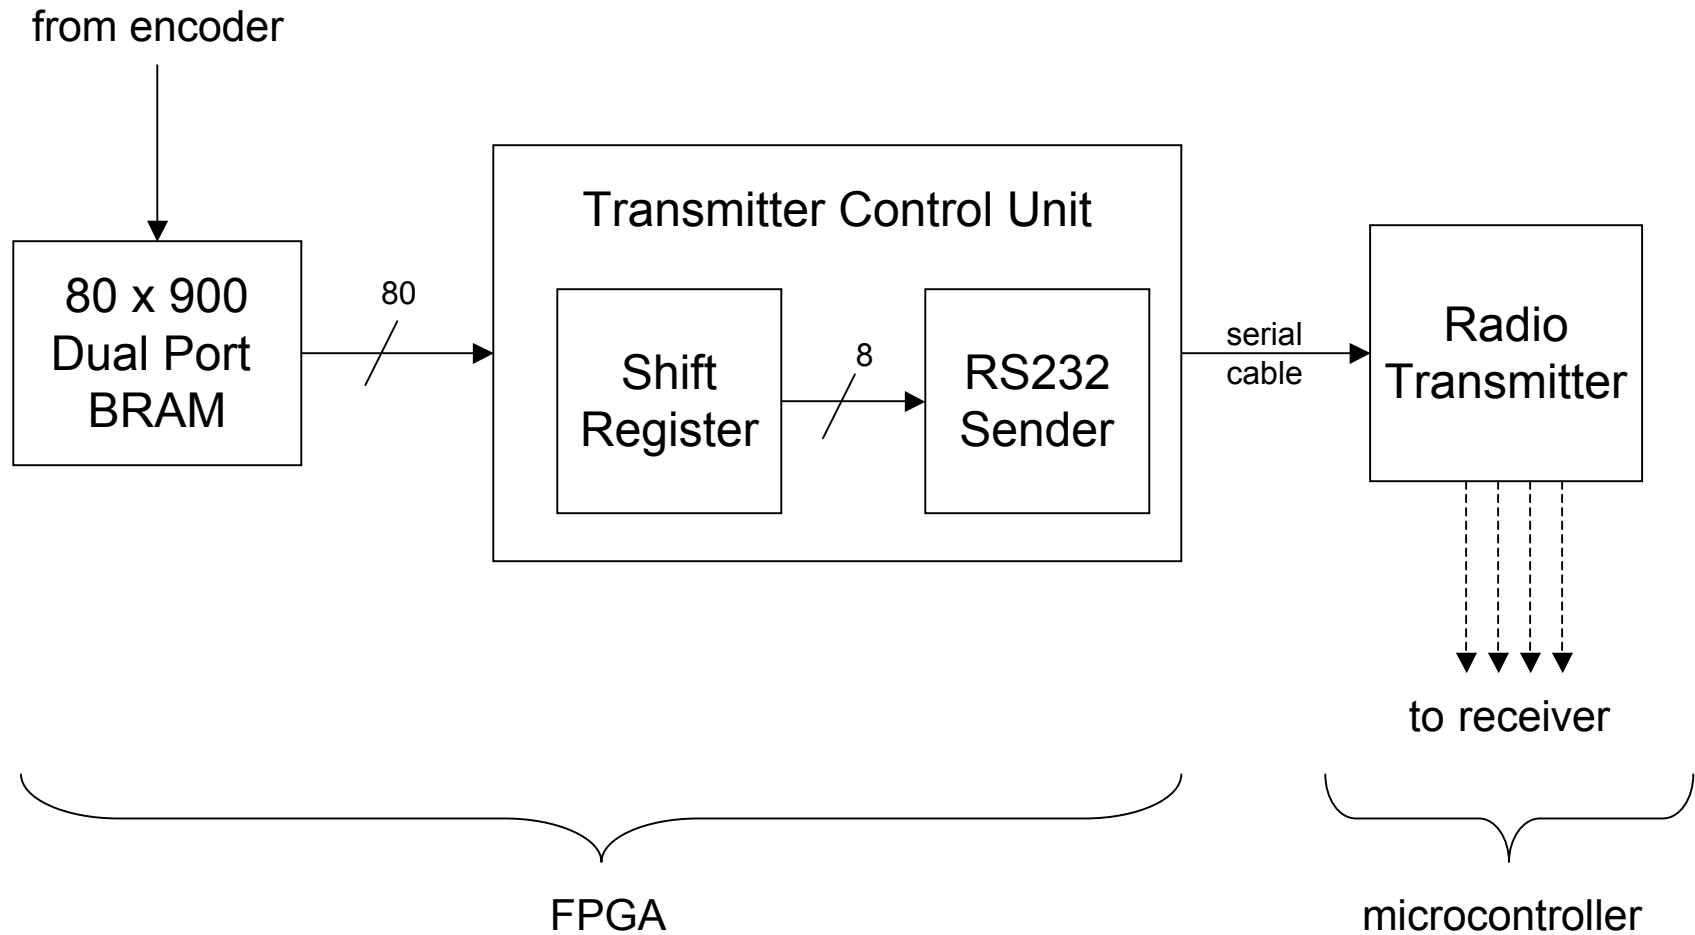 from encoder
80 x 900
Dual Port
BRAM
80
Transmitter Control Unit
Shift
Register
8
RS232
Sender
serial
cable
Radio
Transmitter
to receiver
FPGA
microcontroller